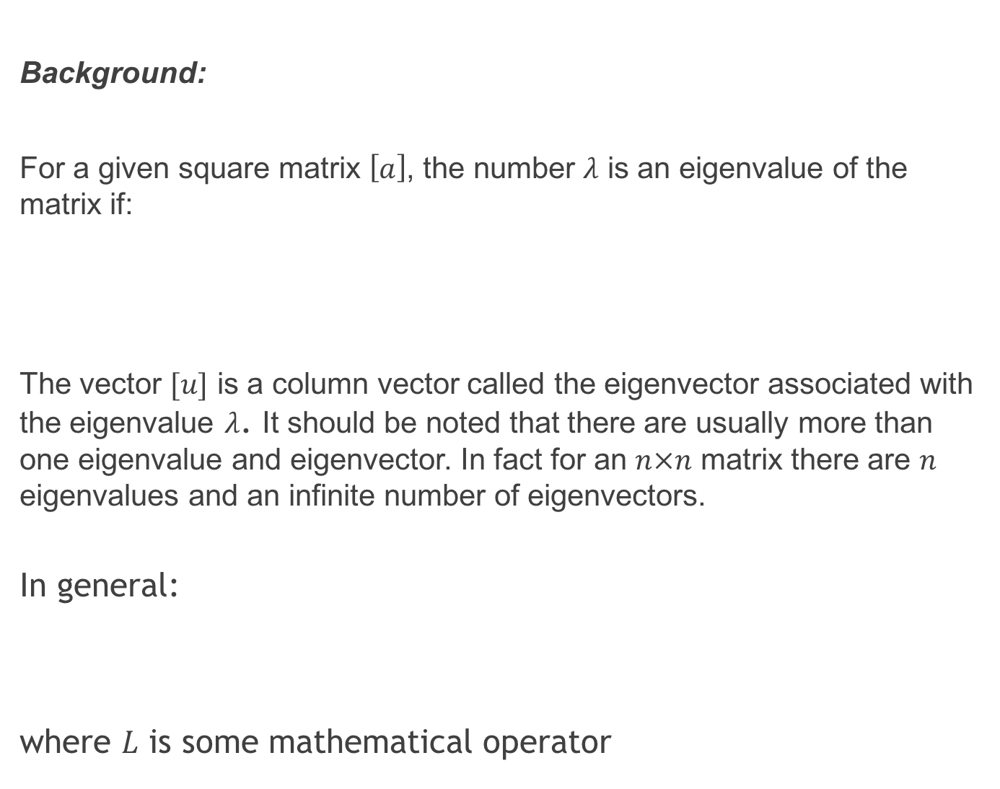 Background:
For a given square matrix [𝑎], the number 𝜆 is an eigenvalue of the
matrix if:
The vector [𝑢] is a column vector called the eigenvector associated with
the eigenvalue 𝜆. It should be noted that there are usually more than
one eigenvalue and eigenvector. In fact for an 𝑛×𝑛 matrix there are 𝑛
eigenvalues and an infinite number of eigenvectors.
In general:
where 𝐿 is some mathematical operator